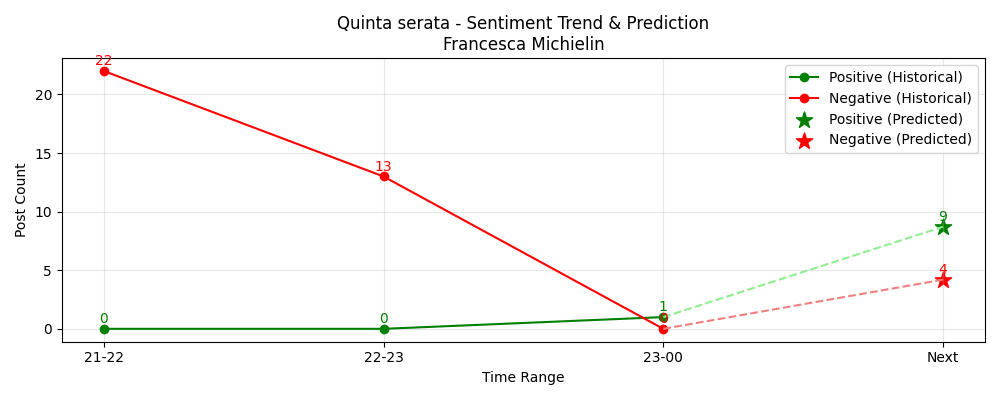 Quinta serata - Sentiment Trend & Prediction
Francesca Michielin
Post Count
20
15
10
5
0
22
13
0
0
1
0
9
4
Positive (Historical)
Negative (Historical)
Positive (Predicted)
Negative (Predicted)
21-22
22-23
23-00
Next
Time Range